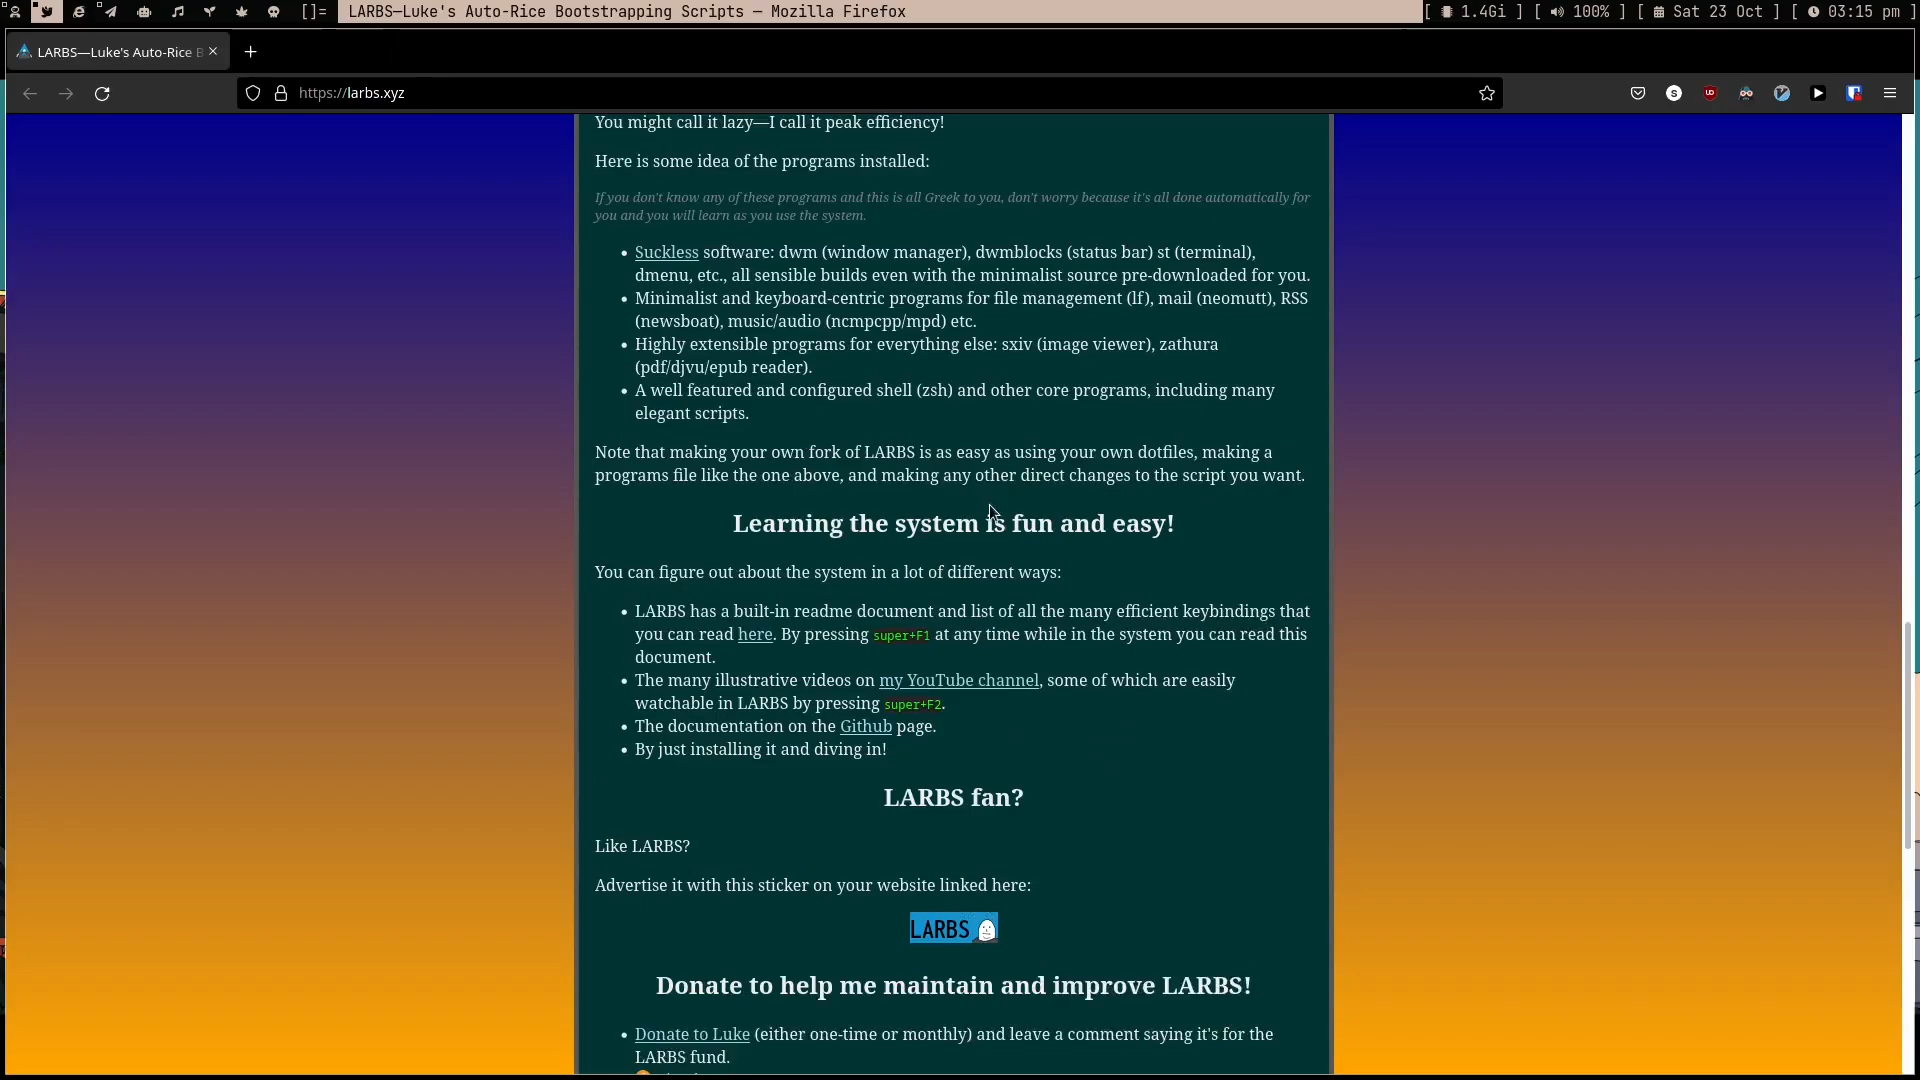 []= LARBS—Luke's Auto-Rice Bootstrapping Scripts — Mozilla Firefox [ 1.4Gi ] [ 100% ] [ Sat 23 Oct ] [ 03:15 pm ]
LARBS—Luke's Auto-Rice B
https://larbs.xyz
You might call it lazy—I call it peak efficiency!
Here is some idea of the programs installed:
If you don't know any of these programs and this is all Greek to you, don't worry because it's all done automatically for
you and you will learn as you use the system.
• Suckless software: dwm (window manager), dwmblocks (status bar) st (terminal),
dmenu, etc., all sensible builds even with the minimalist source pre-downloaded for you.
• Minimalist and keyboard-centric programs for file management (lf), mail (neomutt), RSS
(newsboat), music/audio (ncmpcpp/mpd) etc.
• Highly extensible programs for everything else: sxiv (image viewer), zathura
(pdf/djvu/epub reader).
• A well featured and configured shell (zsh) and other core programs, including many
elegant scripts.
Note that making your own fork of LARBS is as easy as using your own dotfiles, making a
programs file like the one above, and making any other direct changes to the script you want.
Learning the system is fun and easy!
You can figure out about the system in a lot of different ways:
• LARBS has a built-in readme document and list of all the many efficient keybindings that
you can read here. By pressing super+F1 at any time while in the system you can read this
document.
• The many illustrative videos on my YouTube channel, some of which are easily
watchable in LARBS by pressing super+F2.
• The documentation on the Github page.
• By just installing it and diving in!
LARBS fan?
Like LARBS?
Advertise it with this sticker on your website linked here:
LARBS
Donate to help me maintain and improve LARBS!
• Donate to Luke (either one-time or monthly) and leave a comment saying it's for the
LARBS fund.